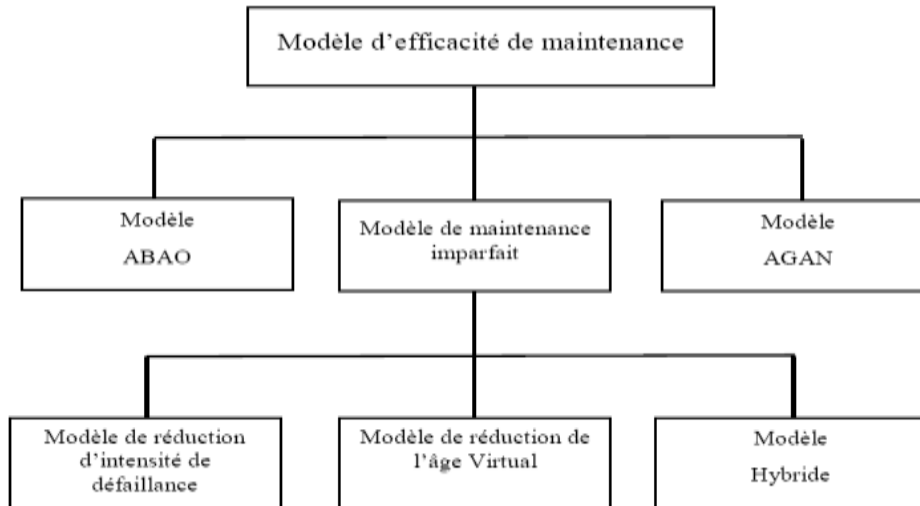 Modèle d'efficacité de maintenance
Modèle
ABAO
Modèle de maintenance
imparfait
Modèle
AGAN
Modèle de réduction
d'intensité de
défaillance
Modèle de réduction de
l'âge Virtual
Modèle
Hybride